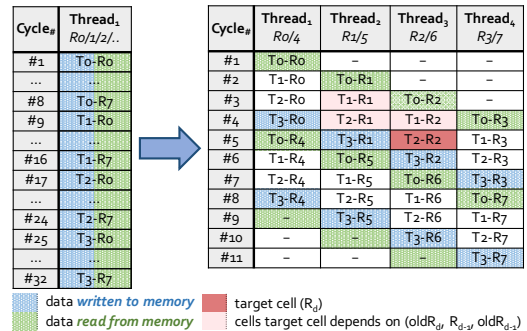 Cycle# Thread₁ R0/1/2/..
#1 T0-R0
... ...
#8 T0-R7
#9 T1-R0
... ...
#16 T1-R7
#17 T2-R0
... ...
#24 T2-R7
#25 T3-R0
... ...
#32 T3-R7
Cycle# Thread₁ R0/4 Thread₂ R1/5 Thread₃ R2/6 Thread₄ R3/7
#1 T0-R0 – – –
#2 T1-R0 T0-R1 – –
#3 T2-R0 T1-R1 T0-R2 –
#4 T3-R0 T2-R1 T1-R2 T0-R3
#5 T0-R4 T3-R1 T2-R2 T1-R3
#6 T1-R4 T0-R5 T3-R2 T2-R3
#7 T2-R4 T1-R5 T0-R6 T3-R3
#8 T3-R4 T2-R5 T1-R6 T0-R7
#9 – T3-R5 T2-R6 T1-R7
#10 – – T3-R6 T2-R7
#11 – – – T3-R7
data written to memory
data read from memory
target cell (Rd)
cells target cell depends on (oldRd, Rd-1, oldRd-1)